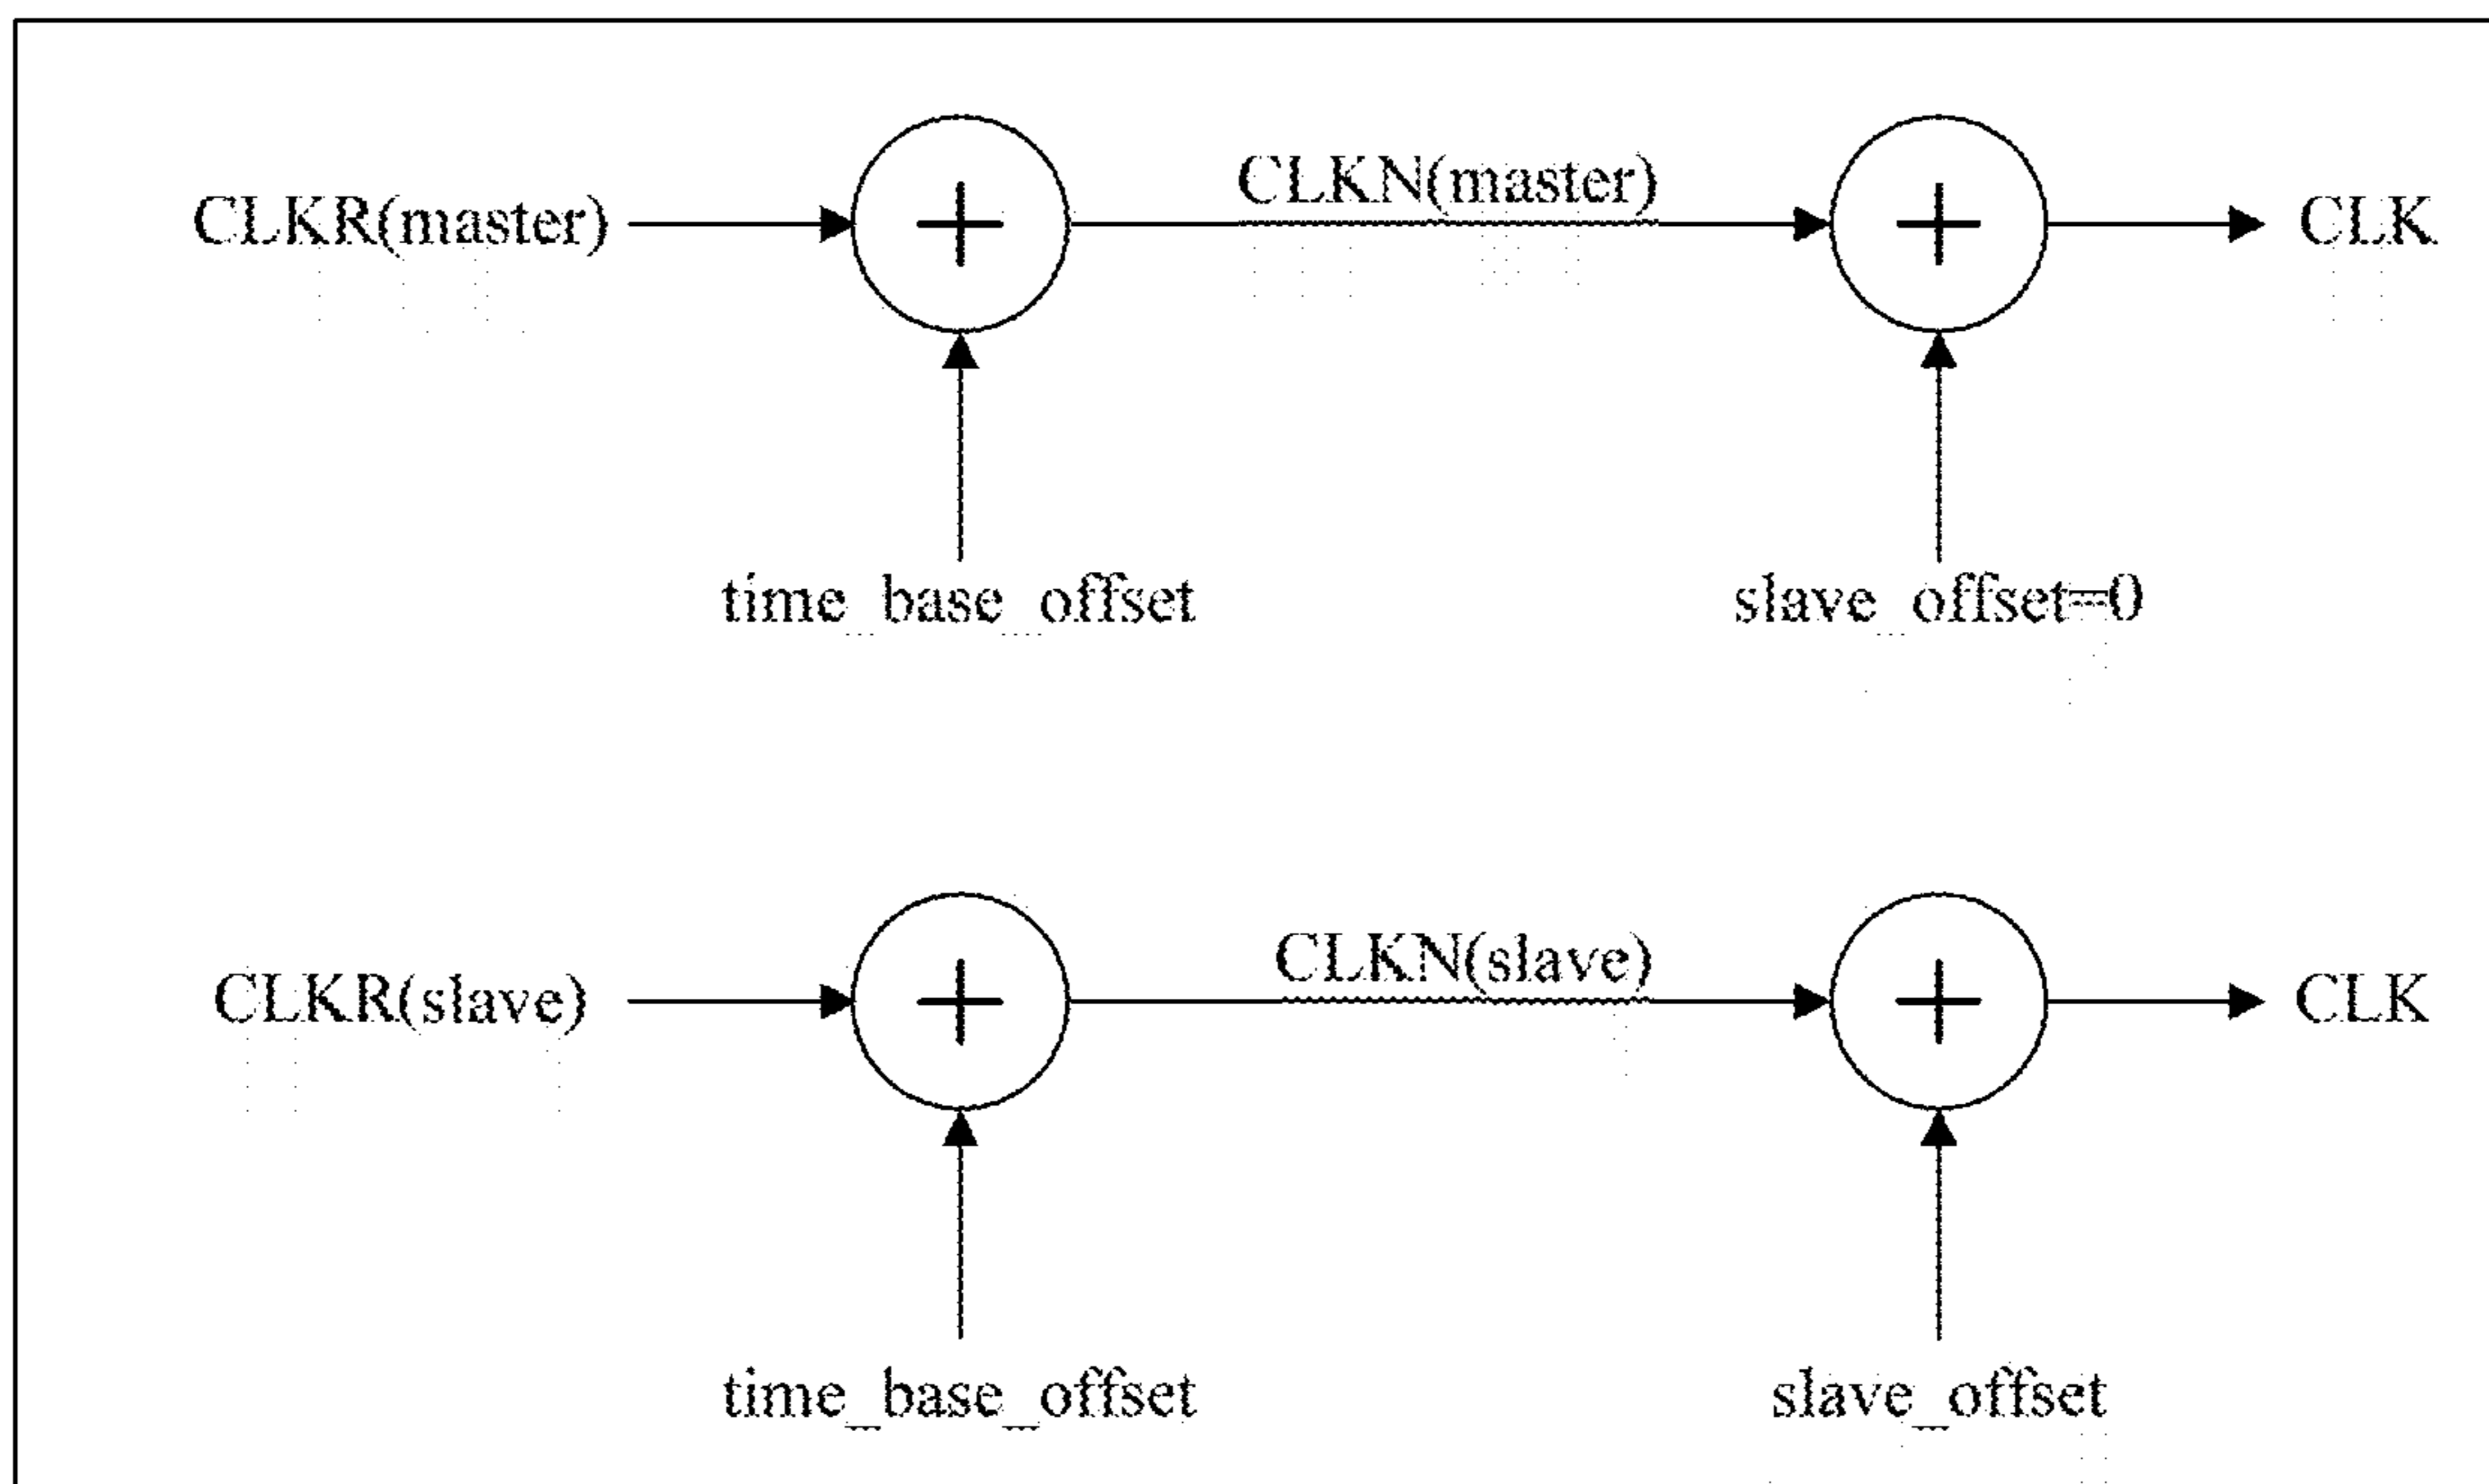 CLKR(master)
CLKN(master)
CLK
time_base_offset
slave_offset=0
CLKR(slave)
CLKN(slave)
CLK
time_base_offset
slave_offset